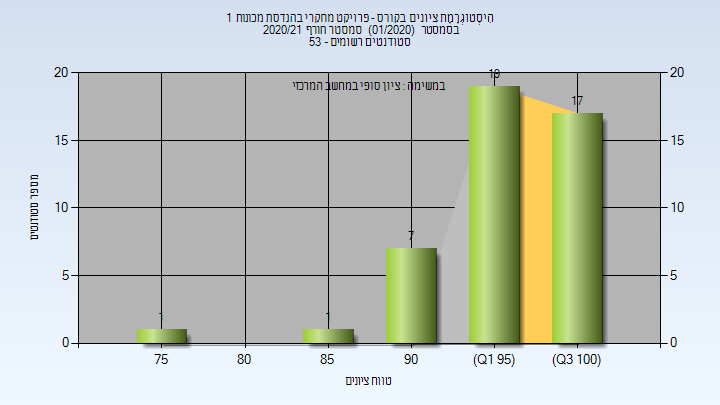 הִיסְטוֹגְרָמַת ציונים בקורס - פרויקט מחקרי בהנדסת מכונות 1
בסמסטר (01/2020) סמסטר חורף 2020/21
סטודנטים רשומים - 53
במשימה : ציון סופי במחשב המרכזי
20
15
10
5
0
20
15
10
5
0
1
1
7
19
17
מספר סטודנטים
75
80
85
90
(Q1 95)
(Q3 100)
טווח ציונים